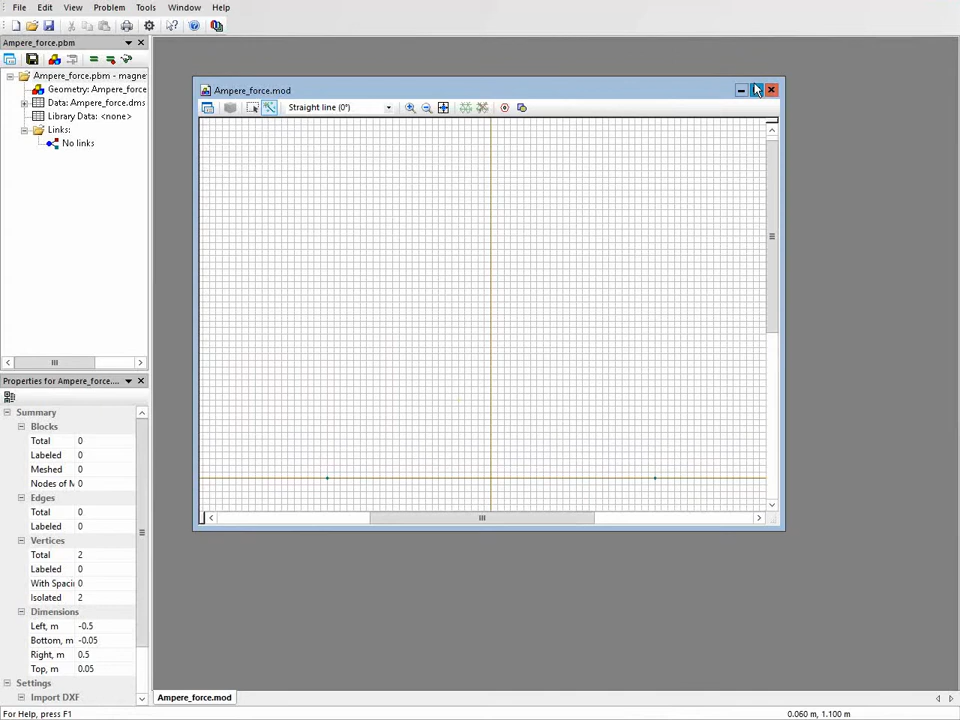 File Edit View Problem Tools Window Help
Ampere_force.pbm
Ampere_force.pbm - magne
Geometry: Ampere_force
Data: Ampere_force.dms
Library Data: <none>
Links:
No links
Properties for Ampere_force....
Summary
Blocks
Total 0
Labeled 0
Meshed 0
Nodes of M 0
Edges
Total 0
Labeled 0
Vertices
Total 2
Labeled 0
With Spaci 0
Isolated 2
Dimensions
Left, m -0.5
Bottom, m -0.05
Right, m 0.5
Top, m 0.05
Settings
Import DXF
Ampere_force.mod
Straight line (0°)
Ampere_force.mod
For Help, press F1
0.060 m, 1.100 m